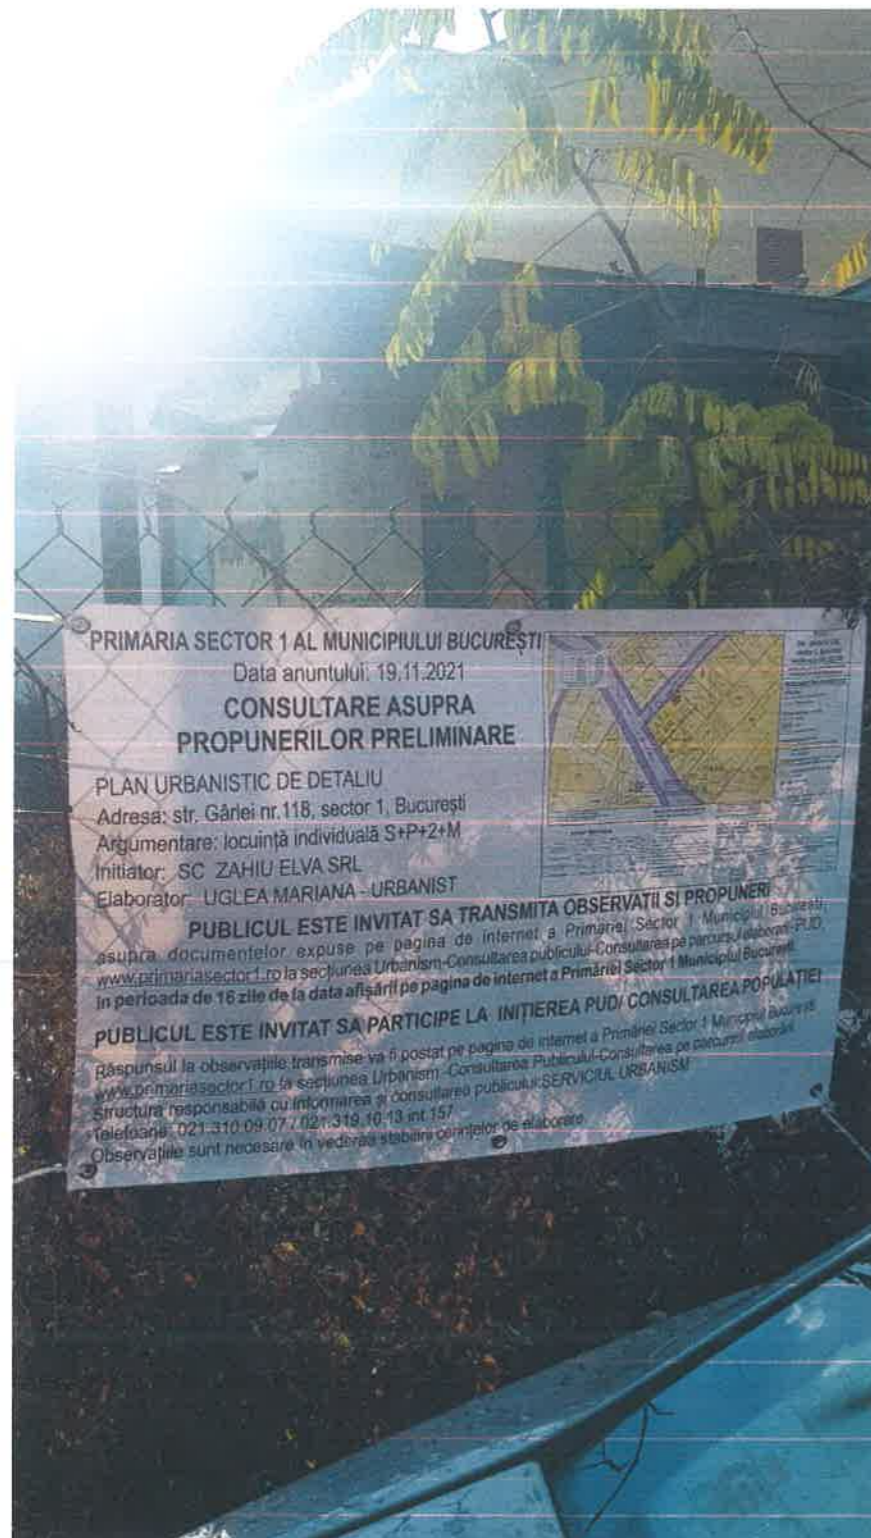 PRIMARIA SECTOR 1 AL MUNICIPIULUI BUCUREȘTI
Data anuntului: 19.11.2021
CONSULTARE ASUPRA
PROPUNERILOR PRELIMINARE
PLAN URBANISTIC DE DETALIU
Adresa: str. Gârlei nr.118, sector 1, București
Argumentare: locuință individuală S+P+2+M
Initiator: SC ZAHIU ELVA SRL
Elaborator: UGLEA MARIANA - URBANIST
PUBLICUL ESTE INVITAT SA TRANSMITA OBSERVATII SI PROPUNERI
asupra documentelor expuse pe pagina de internet a Primăriei Sector 1 Municipiul București,
www.primariasector1.ro la secțiunea Urbanism-Consultarea publicului-Consultarea pe parcursul elaborarii-PUD,
în perioada de 16 zile de la data afișării pe pagina de internet a Primăriei Sector 1 Municipiul București.
PUBLICUL ESTE INVITAT SA PARTICIPE LA INIȚIEREA PUD/ CONSULTAREA POPULAȚIEI
Răspunsul la observațiile transmise va fi postat pe pagina de internet a Primăriei Sector 1 Municipiul București
www.primariasector1.ro la secțiunea Urbanism -Consultarea Publicului-Consultarea pe parcursul elaborării
Structura responsabilă cu informarea și consultarea publicului:SERVICIUL URBANISM
Telefoane: 021.310.09.07 / 021.319.10.13 int.157
Observațiile sunt necesare în vederea stabilirii cerințelor de elaborare.